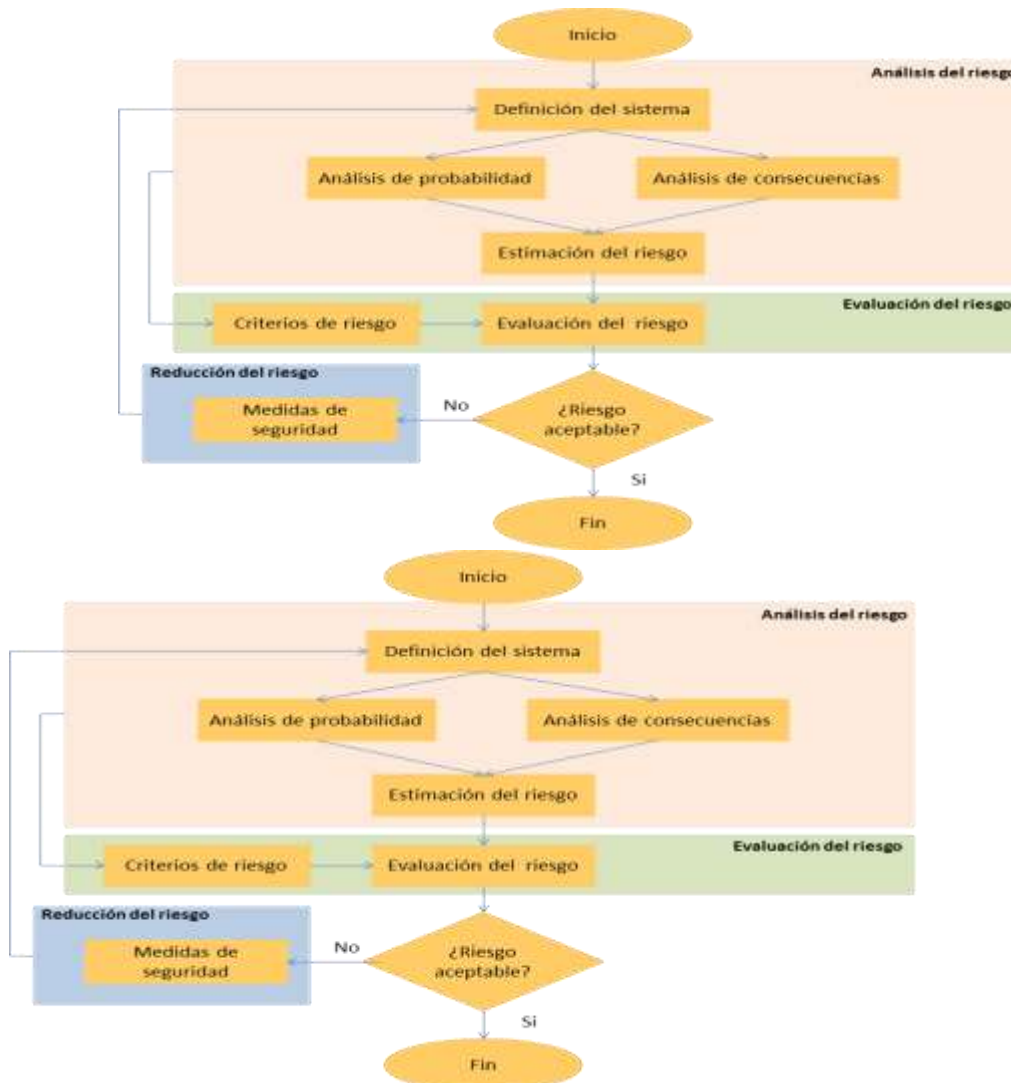 Inicio
Análisis del riesgo
Definición del sistema
Análisis de probabilidad
Análisis de consecuencias
Estimación del riesgo
Evaluación del riesgo
Criterios de riesgo
Evaluación del riesgo
Reducción del riesgo
Medidas de
seguridad
No
¿Riesgo
aceptable?
Si
Fin
Inicio
Análisis del riesgo
Definición del sistema
Análisis de probabilidad
Análisis de consecuencias
Estimación del riesgo
Evaluación del riesgo
Criterios de riesgo
Evaluación del riesgo
Reducción del riesgo
Medidas de
seguridad
No
¿Riesgo
aceptable?
Si
Fin